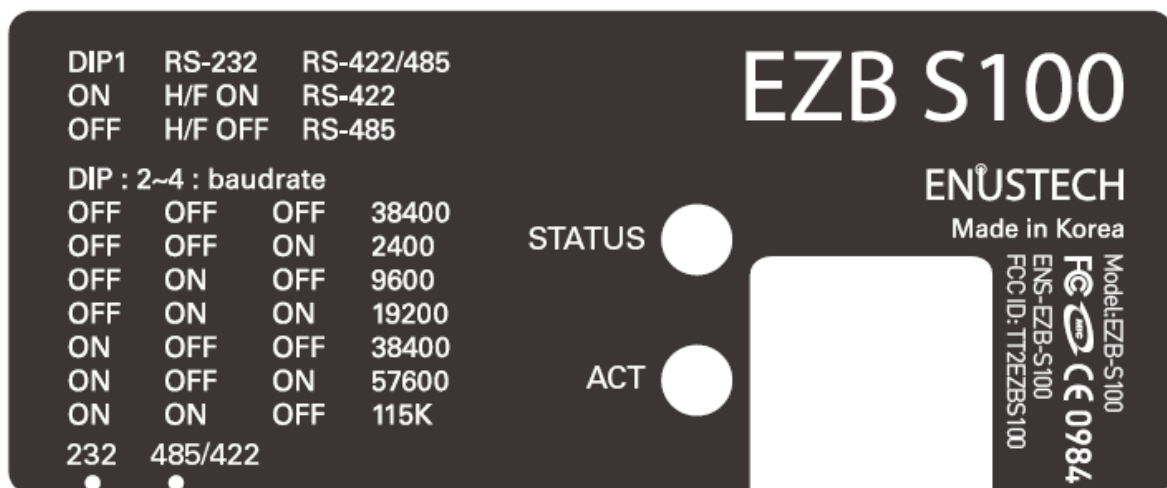 DIP1 RS-232 RS-422/485
ON H/F ON RS-422
OFF H/F OFF RS-485
DIP : 2~4 : baudrate
OFF OFF OFF 38400
OFF OFF ON 2400
OFF ON OFF 9600
OFF ON ON 19200
ON OFF OFF 38400
ON OFF ON 57600
ON ON OFF 115K
232 485/422
STATUS
ACT
EZB S100
ENUSTECH
Made in Korea
Model:EZB-S100
FC MIC CE 0984
ENS-EZB-S100
FCC ID: TT2EZBS100